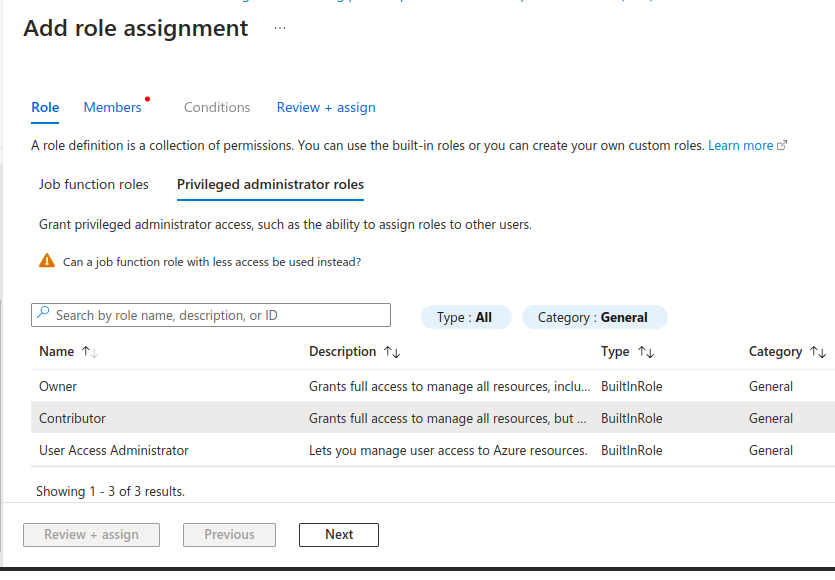 Add role assignment ...
Role Members Conditions Review + assign
A role definition is a collection of permissions. You can use the built-in roles or you can create your own custom roles. Learn more
Job function roles Privileged administrator roles
Grant privileged administrator access, such as the ability to assign roles to other users.
Can a job function role with less access be used instead?
Search by role name, description, or ID Type : All Category : General
Name ↑↓ Description ↑↓ Type ↑↓ Category ↑↓
Owner Grants full access to manage all resources, inclu... BuiltInRole General
Contributor Grants full access to manage all resources, but ... BuiltInRole General
User Access Administrator Lets you manage user access to Azure resources. BuiltInRole General
Showing 1 - 3 of 3 results.
Review + assign Previous Next